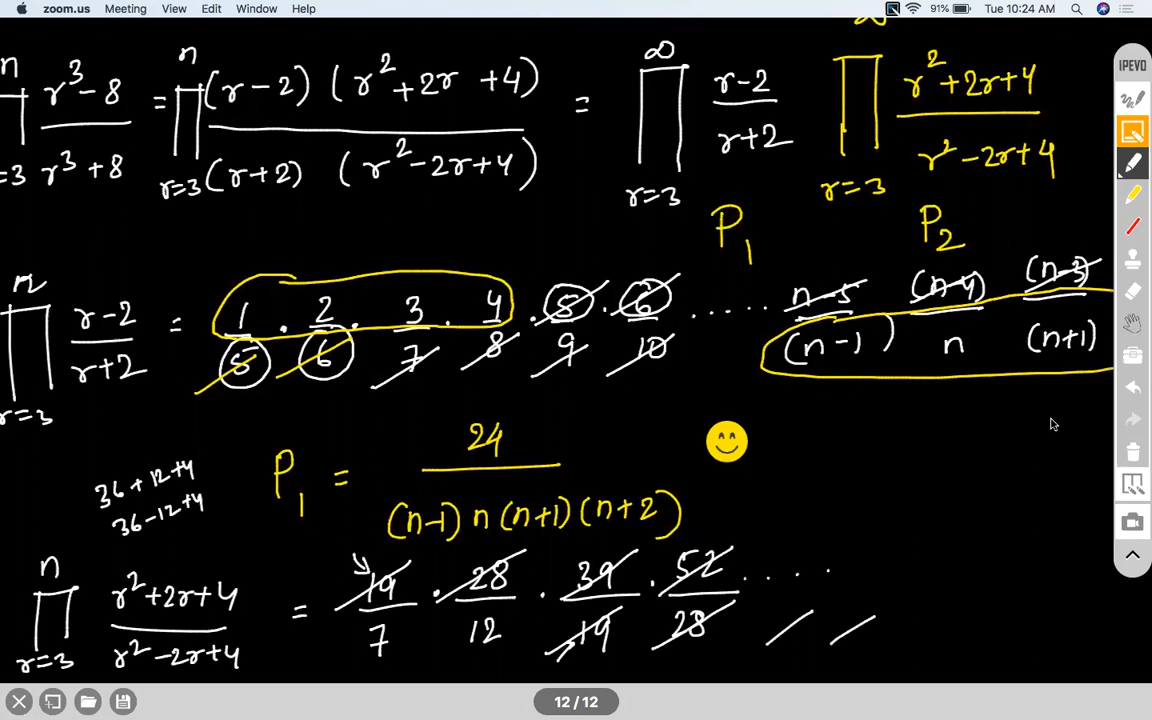 zoom.us Meeting View Edit Window Help 91% Tue 10:24 AM
n n ∞ ∞
r³-8 / r³+8 = ∏ r=3 (r-2) (r²+2r+4) / (r+2) (r²-2r+4) = ∏ r=3 r-2 / r+2 ∏ r=3 r²+2r+4 / r²-2r+4
=3
P₁ P₂
n ∏ r=3 r-2 / r+2 = 1/5 . 2/6 . 3/7 . 4/8 . 5/9 . 6/10 ..... n-5/(n-1) (n-4)/n (n-3)/(n+1)
P₁ = 24 / (n-1) n (n+1) (n+2)
36+12+4
36-12+4
n ∏ r=3 r²+2r+4 / r²-2r+4 = 19/7 . 28/12 . 39/19 . 52/28 ....
12 / 12
IPEVO